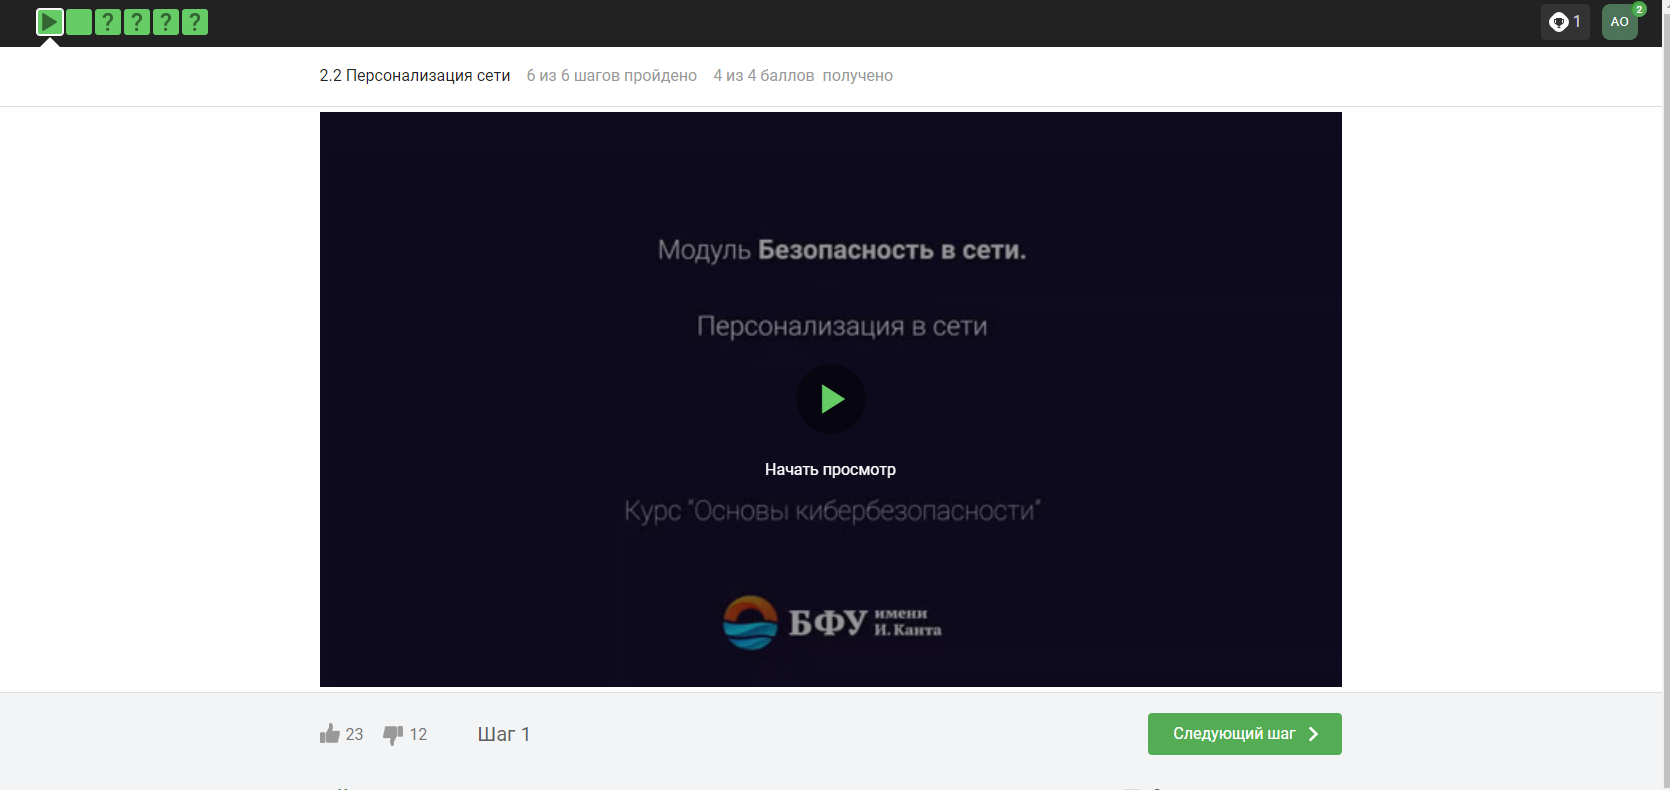 ? ? ? ?
1
АО
2
2.2 Персонализация сети 6 из 6 шагов пройдено 4 из 4 баллов получено
Модуль Безопасность в сети.
Персонализация в сети
Начать просмотр
Курс "Основы кибербезопасности"
БФУ имени
И. Канта
23 12 Шаг 1 Следующий шаг